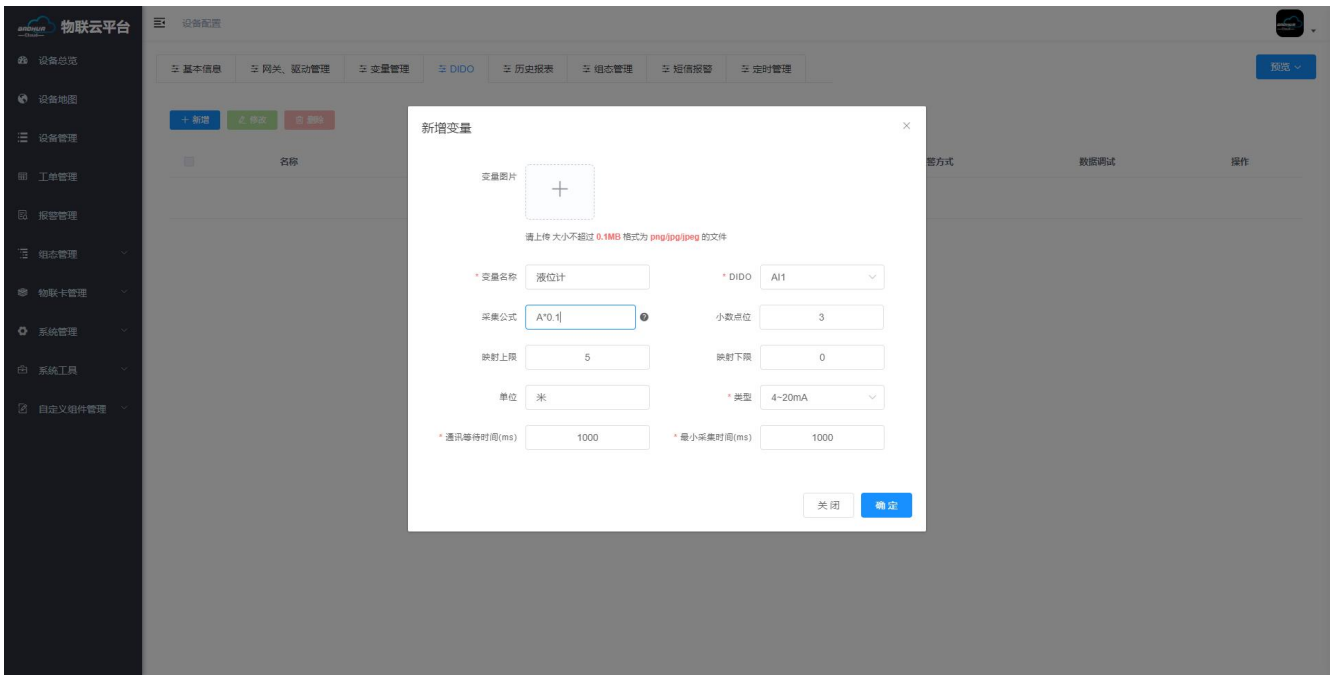 物联云平台
设备配置
设备总览
设备地图
设备管理
工单管理
报警管理
组态管理
物联卡管理
系统管理
系统工具
自定义组件管理
基本信息 网关、驱动管理 变量管理 DIDO 历史报表 组态管理 短信报警 定时管理
预览
+ 新增 修改 删除
名称 警方式 数据调试 操作
新增变量 ×
变量图片
请上传 大小不超过 0.1MB 格式为 png/jpg/jpeg 的文件
* 变量名称 液位计 * DIDO AI1
采集公式 A*0.1 小数点位 3
映射上限 5 映射下限 0
单位 米 * 类型 4~20mA
* 通讯等待时间(ms) 1000 * 最小采集时间(ms) 1000
关闭 确定